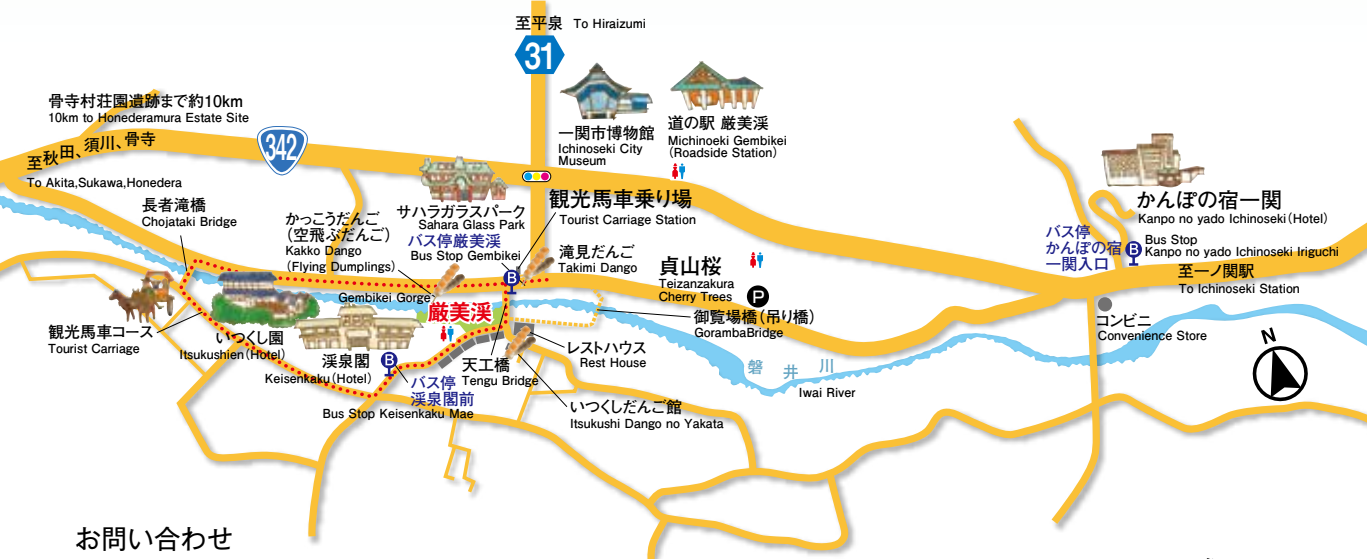 至平泉 To Hiraizumi
31
骨寺村荘園遺跡まで約10km
10km to Honederamura Estate Site
至秋田、須川、骨寺
To Akita,Sukawa,Honedera
342
一関市博物館
Ichinoseki City
Museum
道の駅 厳美渓
Michinoeki Gembikei
(Roadside Station)
長者滝橋
Chojataki Bridge
かっこうだんご
(空飛ぶだんご)
Kakko Dango
(Flying Dumplings)
サハラガラスパーク
Sahara Glass Park
バス停厳美渓
Bus Stop Gembikei
観光馬車乗り場
Tourist Carriage Station
滝見だんご
Takimi Dango
貞山桜
Teizanzakura
Cherry Trees
P
B
かんぽの宿一関
Kanpo no yado Ichinoseki(Hotel)
バス停
かんぽの宿
一関入口
B
Bus Stop
Kanpo no yado Ichinoseki Iriguchi
至一ノ関駅
To Ichinoseki Station
コンビニ
Convenience Store
Gembikei Gorge
厳美渓
御覧場橋(吊り橋)
GorambaBridge
観光馬車コース
Tourist Carriage
いつくし園
Itsukushien(Hotel)
渓泉閣
Keisenkaku(Hotel)
B
バス停
渓泉閣前
Bus Stop Keisenkaku Mae
天工橋
Tengu Bridge
レストハウス
Rest House
いつくしだんご館
Itsukushi Dango no Yakata
磐井川
Iwai River
N
お問い合わせ